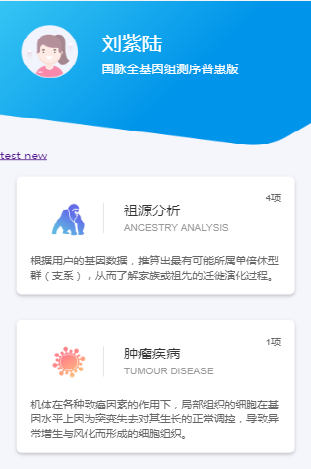 刘紫陆
国脉全基因组测序普惠版
test new
4项
祖源分析
ANCESTRY ANALYSIS
根据用户的基因数据，推算出最有可能所属单倍体型
群（支系），从而了解家族或祖先的迁徙演化过程。
1项
肿瘤疾病
TUMOUR DISEASE
机体在各种致癌因素的作用下，局部组织的细胞在基
因水平上因为突变失去对其生长的正常调控，导致异
常增生与风化而形成的细胞组织。